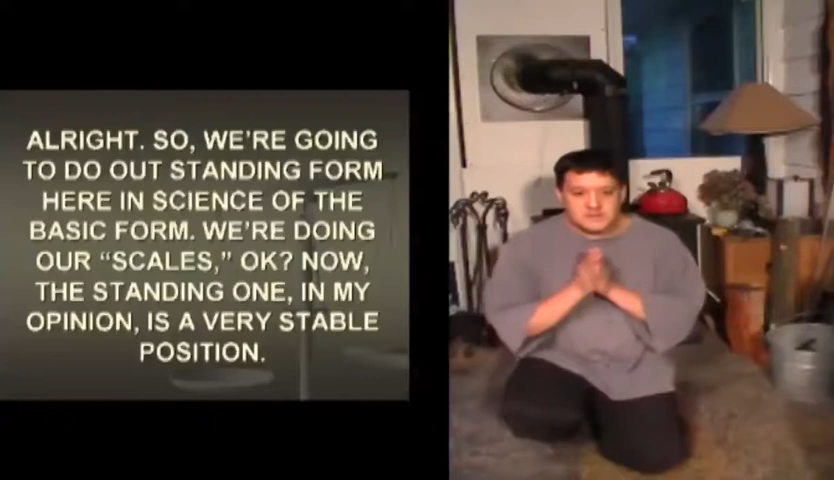 ALRIGHT. SO, WE'RE GOING
TO DO OUT STANDING FORM
HERE IN SCIENCE OF THE
BASIC FORM. WE'RE DOING
OUR “SCALES,” OK? NOW,
THE STANDING ONE, IN MY
OPINION, IS A VERY STABLE
POSITION.